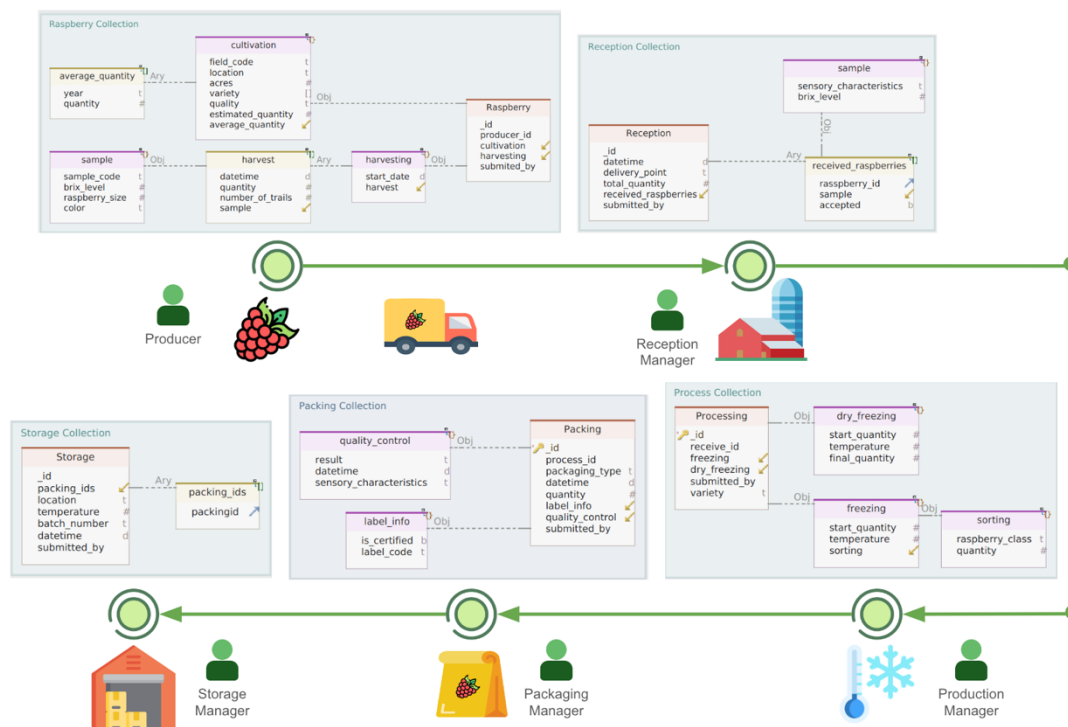 Raspberry Collection
cultivation
field_code t
location t
acres #
variety []
quality t
estimated_quantity #
average_quantity
average_quantity
year t
quantity #
Ary
Obj
Raspberry
_id
producer_id
cultivation
harvesting
submited_by
sample
sample_code t
brix_level #
raspberry_size #
color t
Obj
harvest
datetime d
quantity #
number_of_trails #
sample
Ary
harvesting
start_date d
harvest
Obj
Reception Collection
sample
sensory_characteristics t
brix_level #
Obj
Reception
_id
datetime d
delivery_point t
total_quantity #
received_raspberries
submitted_by
Ary
received_raspberries
rasspberry_id
sample
accepted b
Producer
Reception
Manager
Storage Collection
Storage
_id
packing_ids
location t
temperature #
batch_number t
datetime d
submitted_by
Ary
packing_ids
packingid
Packing Collection
quality_control
result t
datetime d
sensory_characteristics t
Obj
label_info
is_certified b
label_code t
Obj
Packing
_id
process_id
packaging_type t
datetime d
quantity #
label_info
quality_control
submitted_by
Process Collection
Processing
_id
receive_id
freezing
dry_freezing
submitted_by
variety t
Obj
dry_freezing
start_quantity #
temperature #
final_quantity #
Obj
freezing
start_quantity #
temperature #
sorting
Obj
sorting
raspberry_class t
quantity #
Storage
Manager
Packaging
Manager
Production
Manager